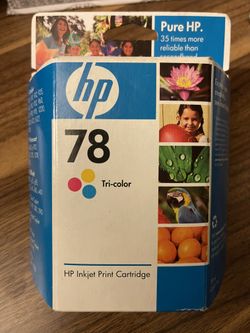 Pure HP.
35 times more
reliable than
hp
78
Tri-color
HP Inkjet Print Cartridge